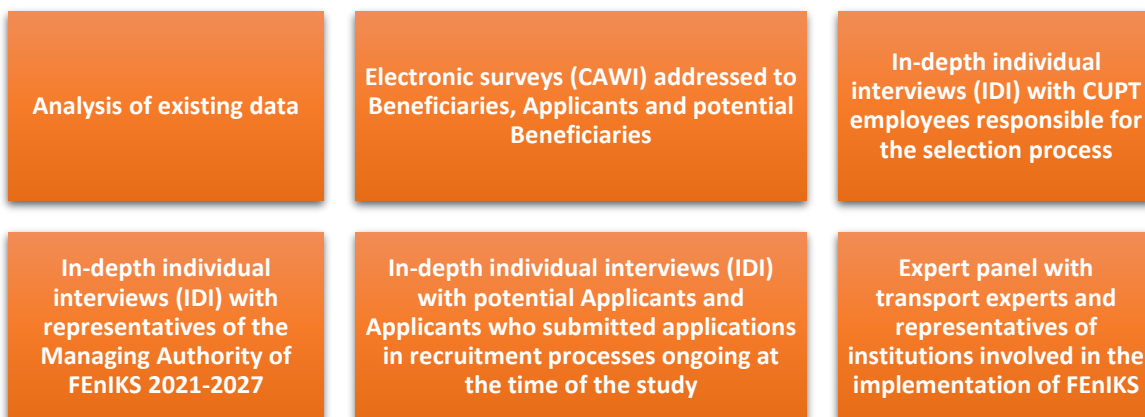 Analysis of existing data
Electronic surveys (CAWI) addressed to
Beneficiaries, Applicants and potential
Beneficiaries
In-depth individual
interviews (IDI) with CUPT
employees responsible for
the selection process
In-depth individual
interviews (IDI) with
representatives of the
Managing Authority of
FEnIKS 2021-2027
In-depth individual interviews (IDI)
with potential Applicants and
Applicants who submitted applications
in recruitment processes ongoing at
the time of the study
Expert panel with
transport experts and
representatives of
institutions involved in the
implementation of FEnIKS